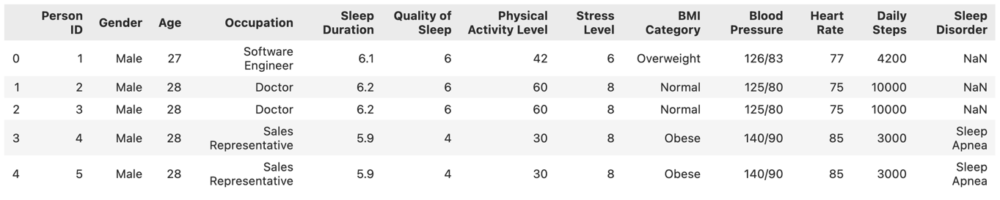 Person ID Gender Age Occupation Sleep Duration Quality of Sleep Physical Activity Level Stress Level BMI Category Blood Pressure Heart Rate Daily Steps Sleep Disorder
0 1 Male 27 Software Engineer 6.1 6 42 6 Overweight 126/83 77 4200 NaN
1 2 Male 28 Doctor 6.2 6 60 8 Normal 125/80 75 10000 NaN
2 3 Male 28 Doctor 6.2 6 60 8 Normal 125/80 75 10000 NaN
3 4 Male 28 Sales Representative 5.9 4 30 8 Obese 140/90 85 3000 Sleep Apnea
4 5 Male 28 Sales Representative 5.9 4 30 8 Obese 140/90 85 3000 Sleep Apnea